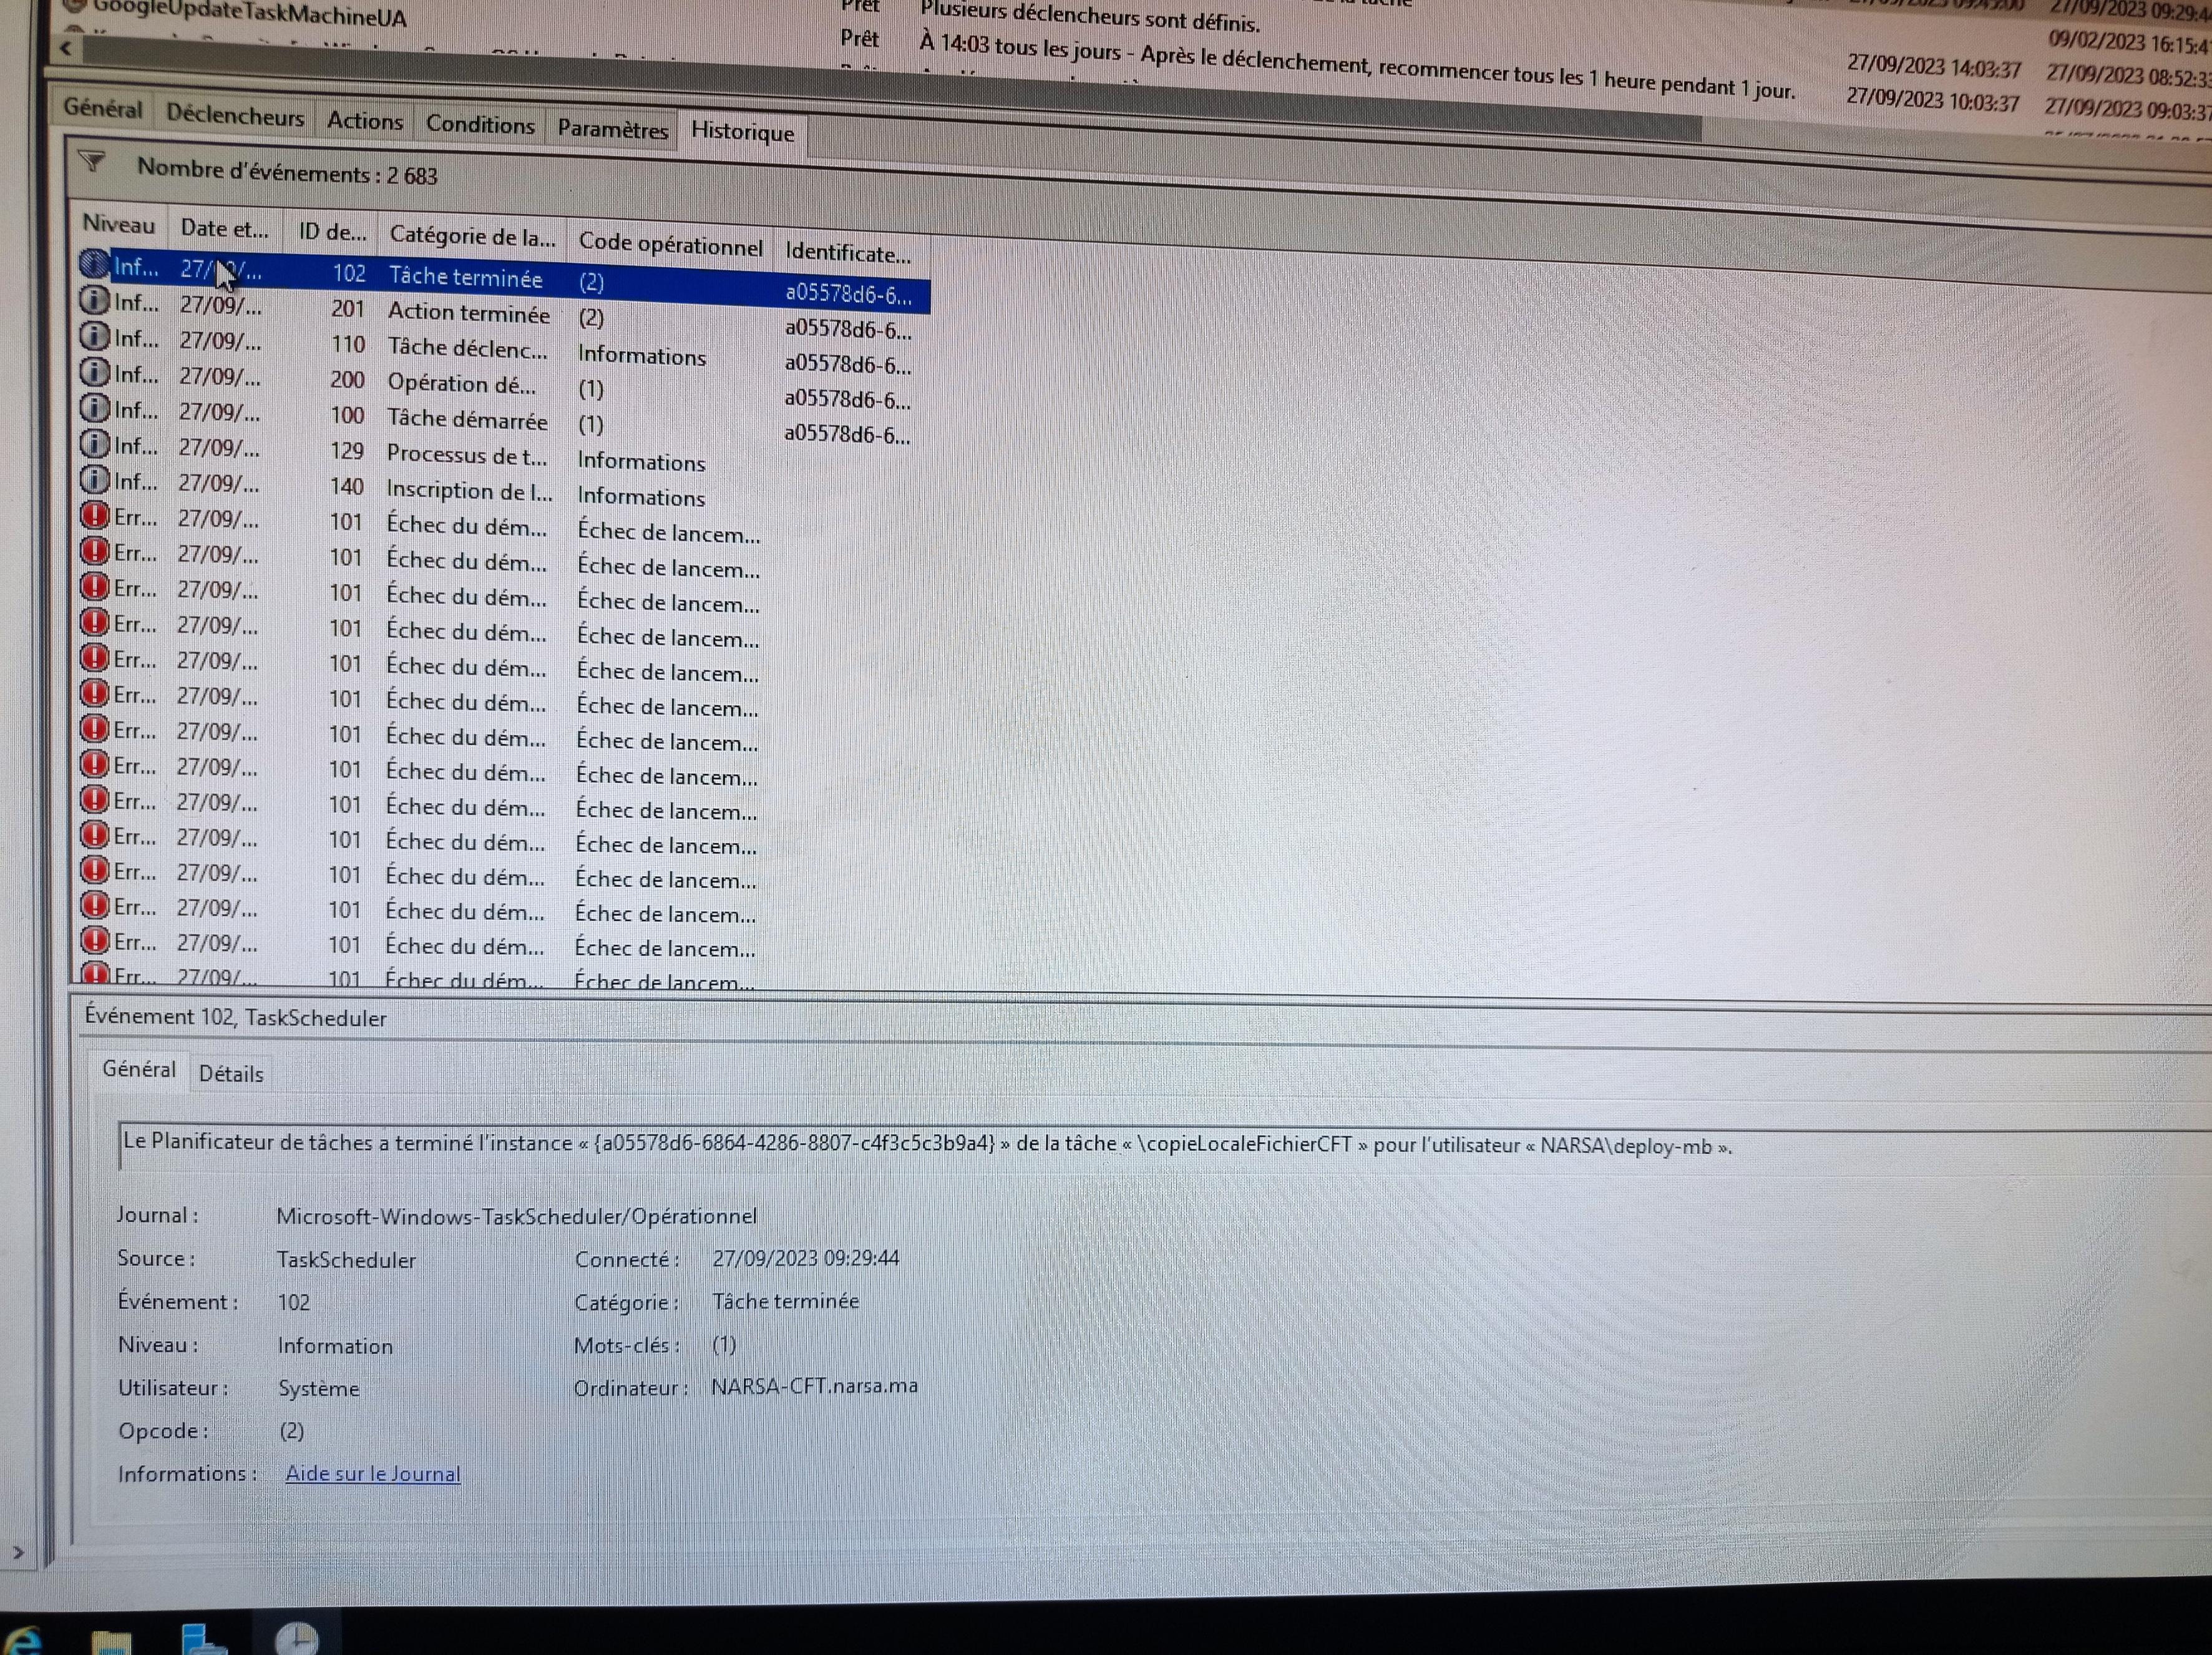 GoogleUpdateTaskMachineUA Prêt Plusieurs déclencheurs sont définis. 27/09/2023 09:29:4
09/02/2023 16:15:4
Prêt À 14:03 tous les jours - Après le déclenchement, recommencer tous les 1 heure pendant 1 jour. 27/09/2023 14:03:37 27/09/2023 08:52:3
27/09/2023 10:03:37 27/09/2023 09:03:37
Général Déclencheurs Actions Conditions Paramètres Historique
Nombre d'événements : 2 683
Niveau Date et... ID de... Catégorie de la... Code opérationnel Identificate...
Inf... 27/09/... 102 Tâche terminée (2) a05578d6-6...
Inf... 27/09/... 201 Action terminée (2) a05578d6-6...
Inf... 27/09/... 110 Tâche déclenc... Informations a05578d6-6...
Inf... 27/09/... 200 Opération dé... (1) a05578d6-6...
Inf... 27/09/... 100 Tâche démarrée (1) a05578d6-6...
Inf... 27/09/... 129 Processus de t... Informations
Inf... 27/09/... 140 Inscription de l... Informations
Err... 27/09/... 101 Échec du dém... Échec de lancem...
Err... 27/09/... 101 Échec du dém... Échec de lancem...
Err... 27/09/... 101 Échec du dém... Échec de lancem...
Err... 27/09/... 101 Échec du dém... Échec de lancem...
Err... 27/09/... 101 Échec du dém... Échec de lancem...
Err... 27/09/... 101 Échec du dém... Échec de lancem...
Err... 27/09/... 101 Échec du dém... Échec de lancem...
Err... 27/09/... 101 Échec du dém... Échec de lancem...
Err... 27/09/... 101 Échec du dém... Échec de lancem...
Err... 27/09/... 101 Échec du dém... Échec de lancem...
Err... 27/09/... 101 Échec du dém... Échec de lancem...
Err... 27/09/... 101 Échec du dém... Échec de lancem...
Err... 27/09/... 101 Échec du dém... Échec de lancem...
Err... 27/09/... 101 Échec du dém... Échec de lancem...
Événement 102, TaskScheduler
Général Détails
Le Planificateur de tâches a terminé l'instance « {a05578d6-6864-4286-8807-c4f3c5c3b9a4} » de la tâche « \copieLocaleFichierCFT » pour l'utilisateur « NARSA\deploy-mb ».
Journal : Microsoft-Windows-TaskScheduler/Opérationnel
Source : TaskScheduler Connecté : 27/09/2023 09:29:44
Événement : 102 Catégorie : Tâche terminée
Niveau : Information Mots-clés : (1)
Utilisateur : Système Ordinateur : NARSA-CFT.narsa.ma
Opcode : (2)
Informations : Aide sur le Journal